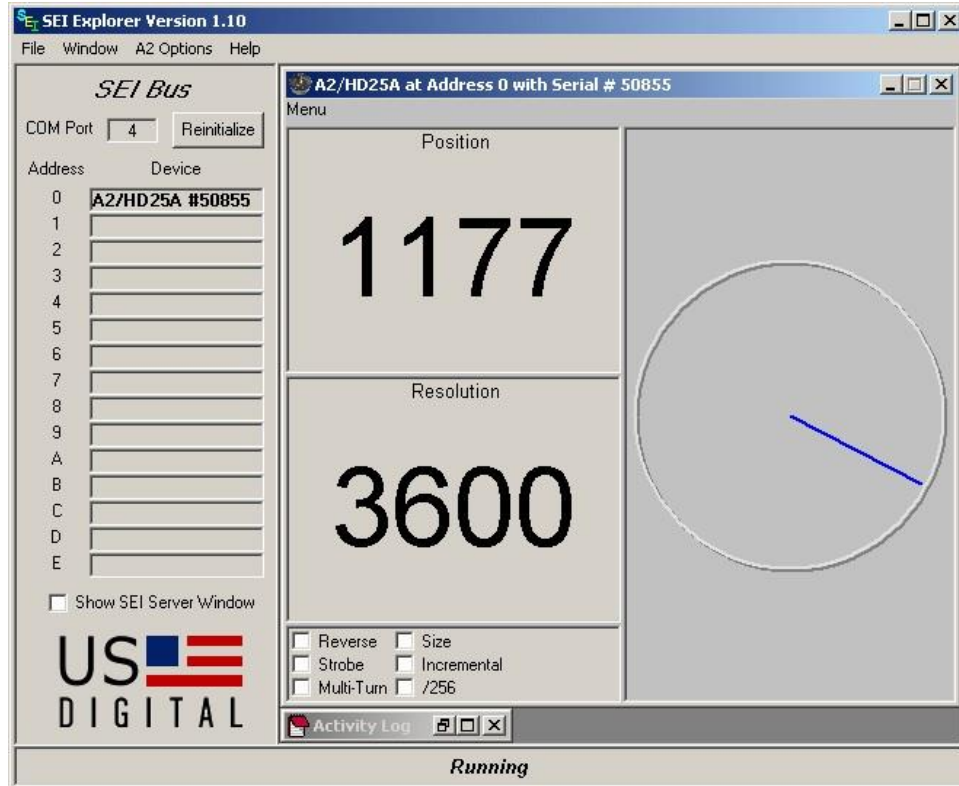 SEI SEI Explorer Version 1.10
File Window A2 Options Help
SEI Bus
COM Port 4 Reinitialize
Address Device
0 A2/HD25A #50855
1
2
3
4
5
6
7
8
9
A
B
C
D
E
Show SEI Server Window
US
DIGITAL
A2/HD25A at Address 0 with Serial # 50855
Menu
Position
1177
Resolution
3600
Reverse Size
Strobe Incremental
Multi-Turn /256
Activity Log
Running